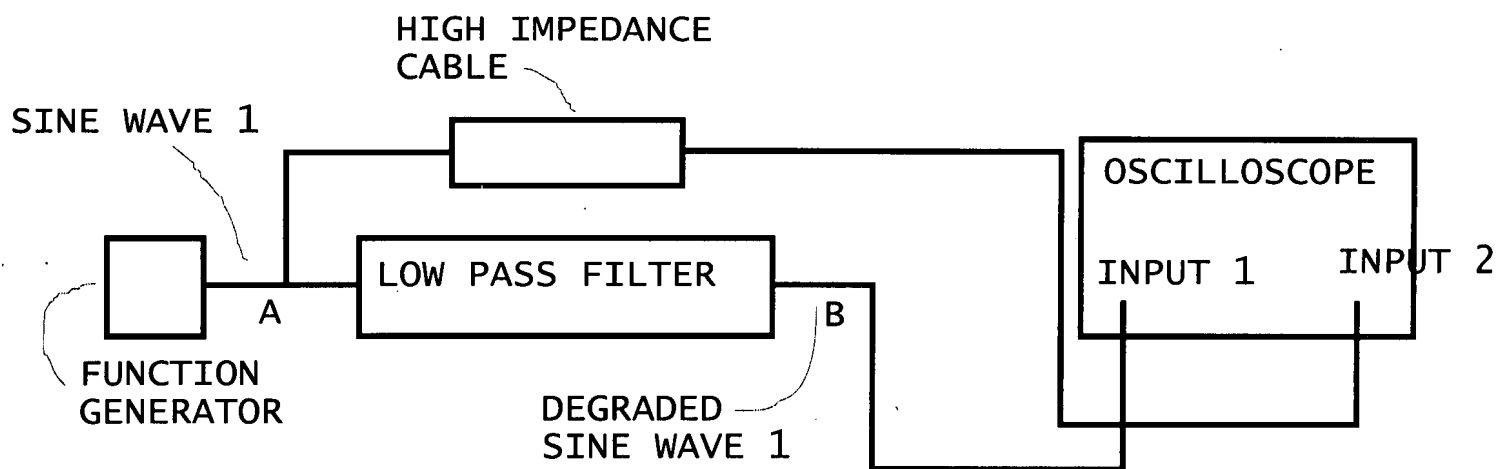 HIGH IMPEDANCE
CABLE
SINE WAVE 1
OSCILLOSCOPE
LOW PASS FILTER
INPUT 1
INPUT 2
A
B
FUNCTION
GENERATOR
DEGRADED
SINE WAVE 1